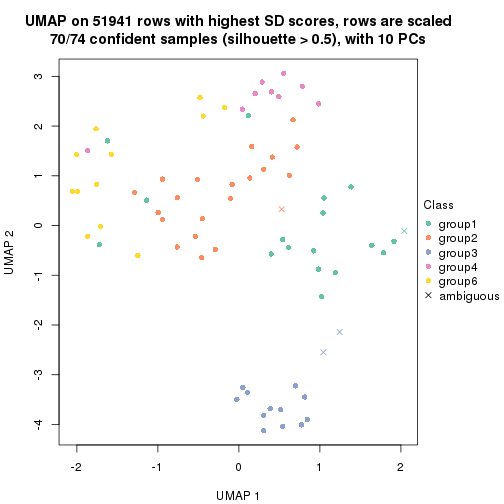 UMAP on 51941 rows with highest SD scores, rows are scaled
70/74 confident samples (silhouette > 0.5), with 10 PCs
3
2
1
0
-1
-2
-3
-4
UMAP 2
-2
-1
0
1
2
UMAP 1
Class
group1
group2
group3
group4
group6
ambiguous